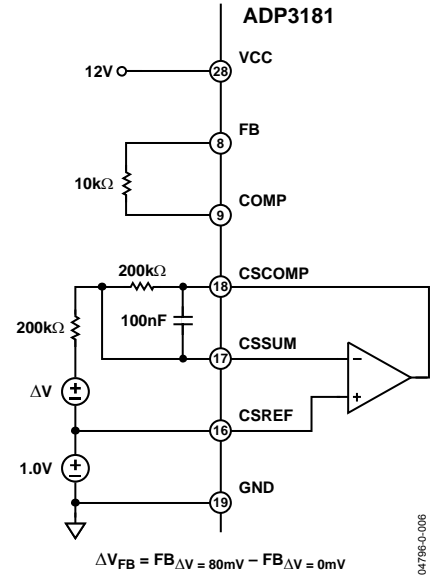 ADP3181
VCC
12V
28
FB
8
10kΩ
COMP
9
200kΩ
CSCOMP
18
100nF
200kΩ
CSSUM
17
–
ΔV
+
–
CSREF
16
+
1.0V
+
–
GND
19
ΔVFB = FBΔV = 80mV – FBΔV = 0mV
04796-0-006